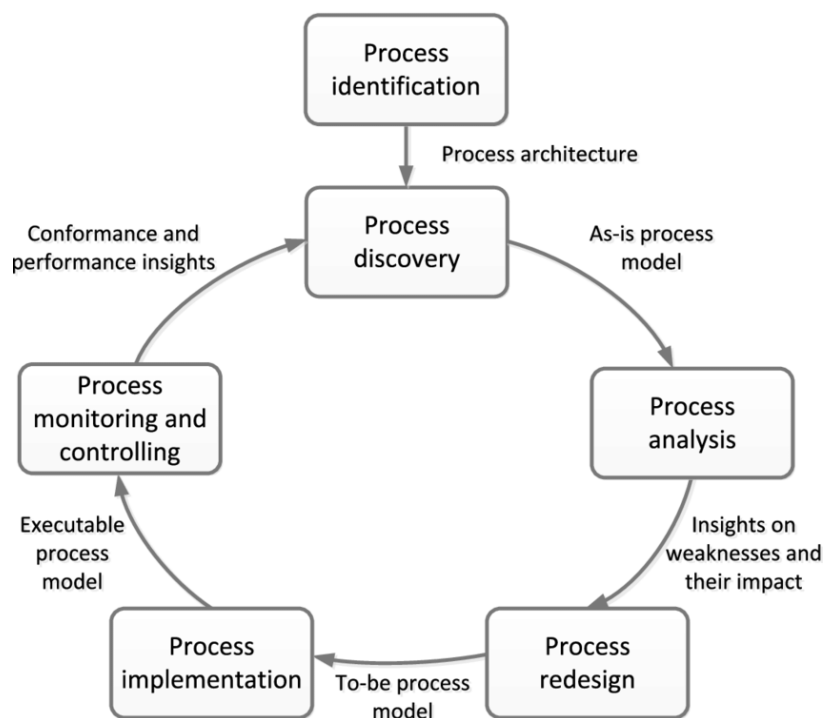 Process
identification
Process architecture
Process
discovery
As-is process
model
Process
analysis
Insights on
weaknesses and
their impact
Process
redesign
To-be process
model
Process
implementation
Executable
process
model
Process
monitoring and
controlling
Conformance and
performance insights